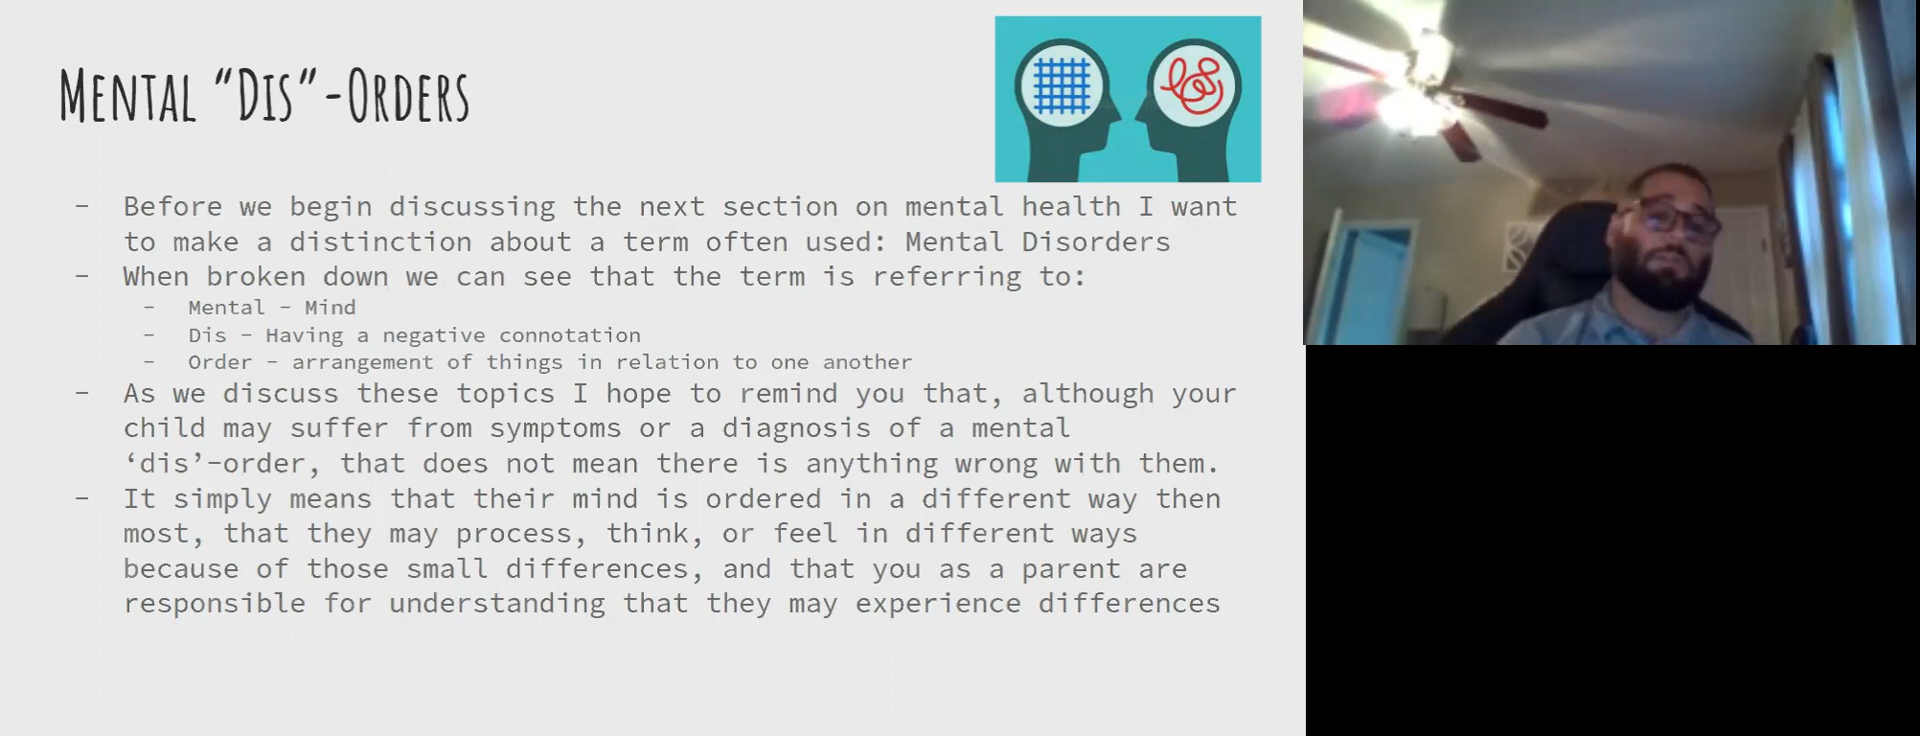 Mental “Dis”-Orders
- Before we begin discussing the next section on mental health I want
to make a distinction about a term often used: Mental Disorders
- When broken down we can see that the term is referring to:
- Mental - Mind
- Dis - Having a negative connotation
- Order - arrangement of things in relation to one another
- As we discuss these topics I hope to remind you that, although your
child may suffer from symptoms or a diagnosis of a mental
‘dis’-order, that does not mean there is anything wrong with them.
- It simply means that their mind is ordered in a different way then
most, that they may process, think, or feel in different ways
because of those small differences, and that you as a parent are
responsible for understanding that they may experience differences